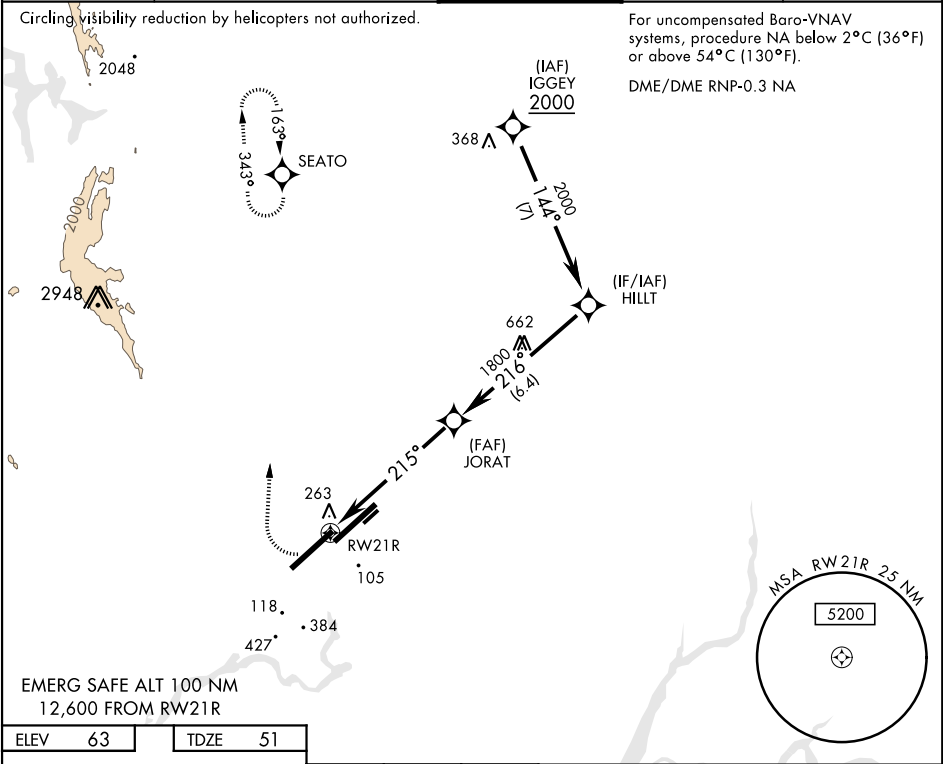 Circling visibility reduction by helicopters not authorized.
For uncompensated Baro-VNAV
systems, procedure NA below 2°C (36°F)
or above 54°C (130°F).
DME/DME RNP-0.3 NA
2048
(IAF)
IGGEY
2000
368
163°
343°
SEATO
2000
144°
(7)
2000
2948
(IF/IAF)
HILLT
662
1800
216°
(6.4)
(FAF)
JORAT
215°
263
RW21R
105
118
384
427
MSA RW21R 25 NM
5200
EMERG SAFE ALT 100 NM
12,600 FROM RW21R
ELEV 63
TDZE 51